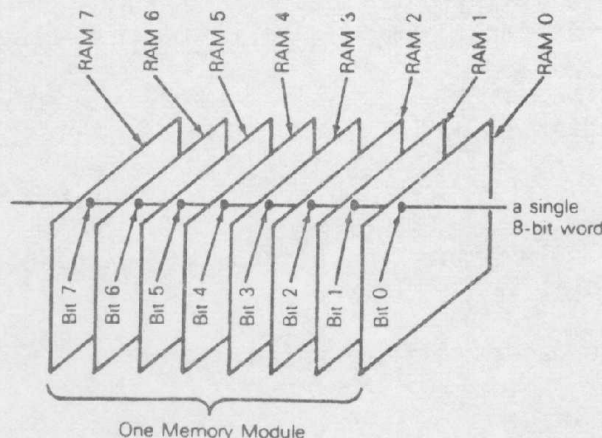 RAM 7
RAM 6
RAM 5
RAM 4
RAM 3
RAM 2
RAM 1
RAM 0
a single
8-bit word
Bit 7
Bit 6
Bit 5
Bit 4
Bit 3
Bit 2
Bit 1
Bit 0
One Memory Module